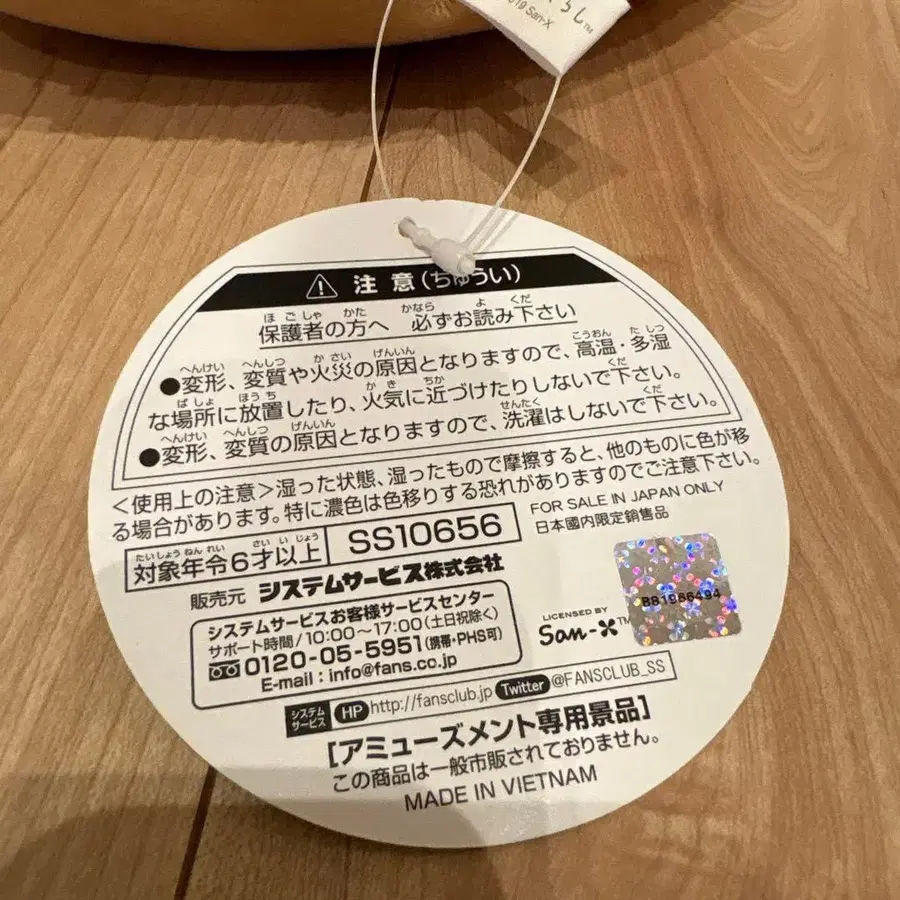 らし™
2019 San-X
注意(ちゅうい)
保護者の方へ 必ずお読み下さい
●変形、変質や火災の原因となりますので、高温・多湿
な場所に放置したり、火気に近づけたりしないで下さい。
●変形、変質の原因となりますので、洗濯はしないで下さい。
<使用上の注意>湿った状態、湿ったもので摩擦すると、他のものに色が移
る場合があります。特に濃色は色移りする恐れがありますのでご注意下さい。
対象年令6才以上
SS10656
FOR SALE IN JAPAN ONLY
日本國内限定銷售品
販売元 システムサービス株式会社
システムサービスお客様サービスセンター
サポート時間/10:00~17:00(土日祝除く)
0120-05-5951(携帯・PHS可)
E-mail:info@fans.co.jp
LICENSED BY
San-X™
B81986494
システム
サービス
HP http://fansclub.jp Twitter @FANSCLUB_SS
[アミューズメント専用景品]
この商品は一般市販されておりません。
MADE IN VIETNAM